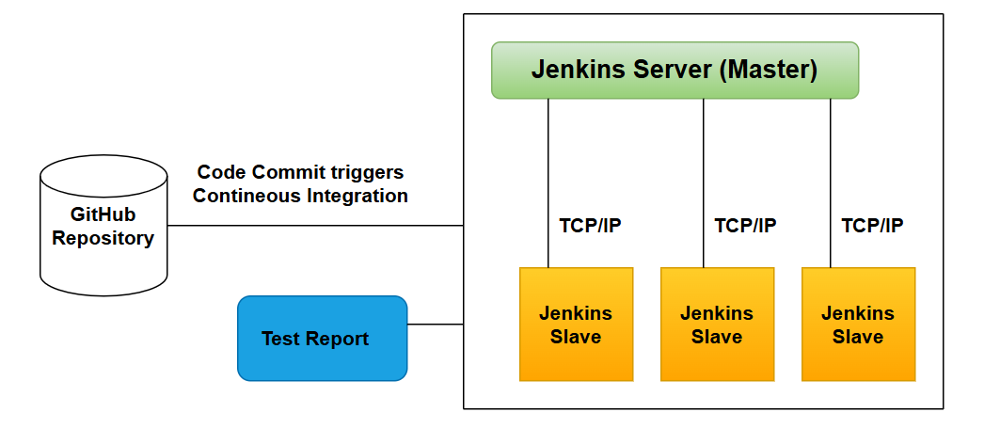 Jenkins Server (Master)
Code Commit triggers
Contineous Integration
GitHub
Repository
TCP/IP
TCP/IP
TCP/IP
Test Report
Jenkins
Slave
Jenkins
Slave
Jenkins
Slave